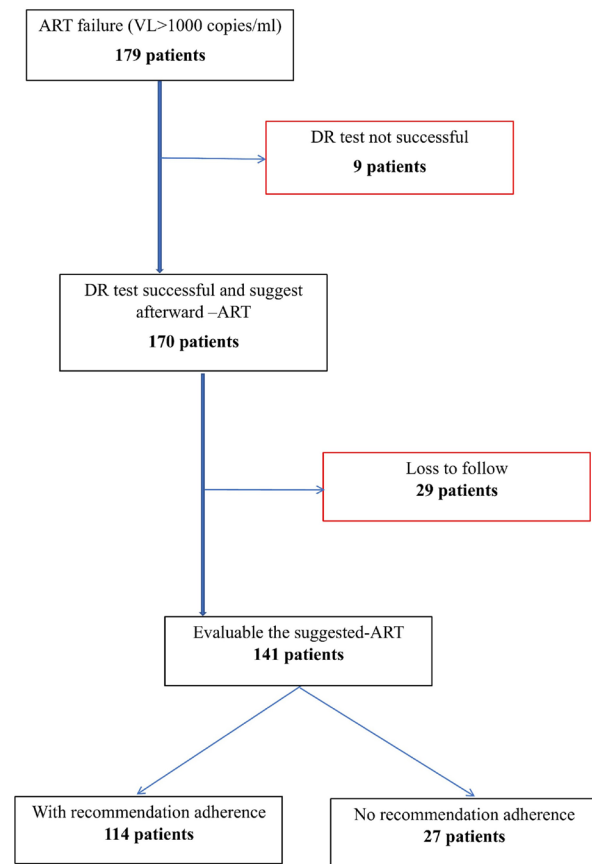 ART failure (VL>1000 copies/ml)
179 patients
DR test not successful
9 patients
DR test successful and suggest
afterward –ART
170 patients
Loss to follow
29 patients
Evaluable the suggested-ART
141 patients
With recommendation adherence
114 patients
No recommendation adherence
27 patients